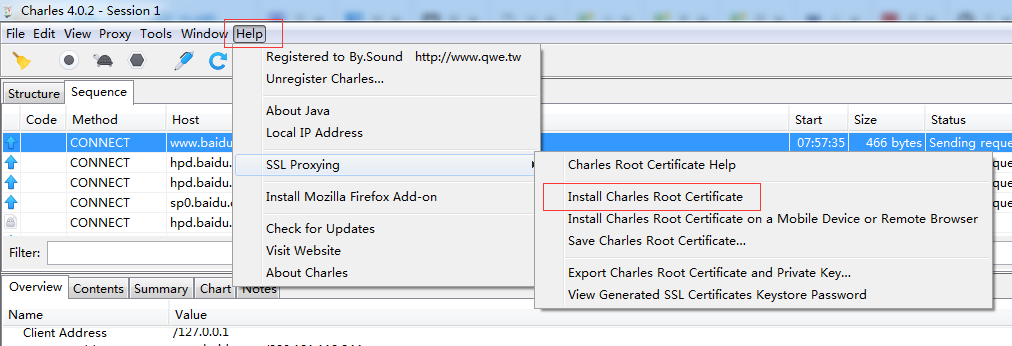 Charles 4.0.2 - Session 1
File Edit View Proxy Tools Window Help
Registered to By.Sound http://www.qwe.tw
Unregister Charles...
About Java
Local IP Address
SSL Proxying
Install Mozilla Firefox Add-on
Check for Updates
Visit Website
About Charles
Charles Root Certificate Help
Install Charles Root Certificate
Install Charles Root Certificate on a Mobile Device or Remote Browser
Save Charles Root Certificate...
Export Charles Root Certificate and Private Key...
View Generated SSL Certificates Keystore Password
Structure Sequence
Code Method Host Start Size Status
CONNECT www.baidu 07:57:35 466 bytes Sending reque
CONNECT hpd.baidu.
CONNECT hpd.baidu.
CONNECT sp0.baidu.
CONNECT hpd.baidu.
Filter:
Overview Contents Summary Chart Notes
Name Value
Client Address /127.0.0.1